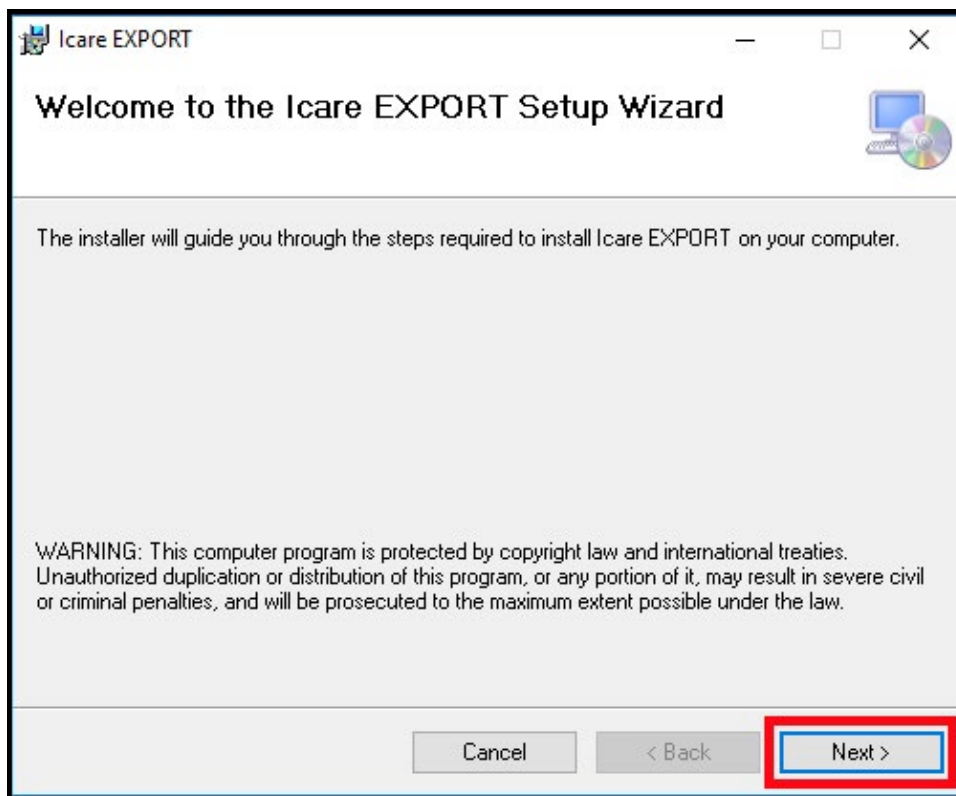 Icare EXPORT
Welcome to the Icare EXPORT Setup Wizard
The installer will guide you through the steps required to install Icare EXPORT on your computer.
WARNING: This computer program is protected by copyright law and international treaties.
Unauthorized duplication or distribution of this program, or any portion of it, may result in severe civil
or criminal penalties, and will be prosecuted to the maximum extent possible under the law.
Cancel
< Back
Next >